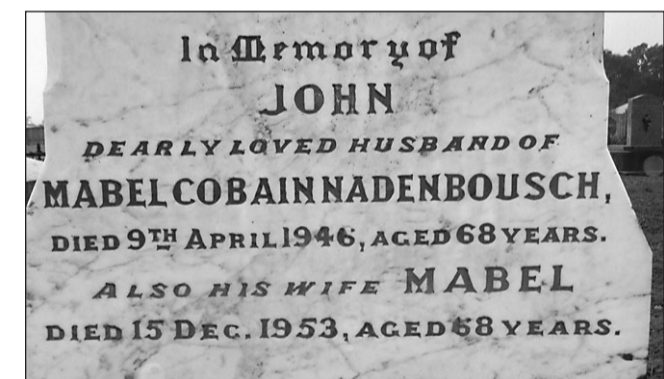 In Memory of
JOHN
DEARLY LOVED HUSBAND OF
MABEL COBAIN NADENBOUSCH,
DIED 9TH APRIL 1946, AGED 68 YEARS.
ALSO HIS WIFE MABEL
DIED 15 DEC. 1953, AGED 68 YEARS.